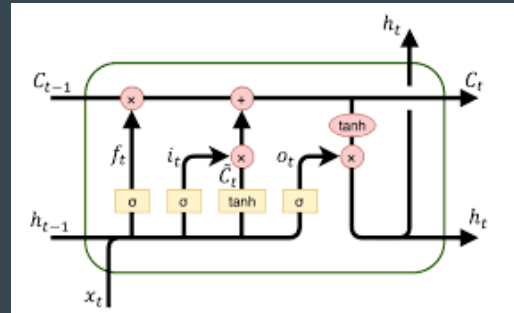 h_t
C_{t-1} × + C_t
tanh
f_t i_t × o_t ×
C̃_t
σ σ tanh σ
h_{t-1} h_t
x_t